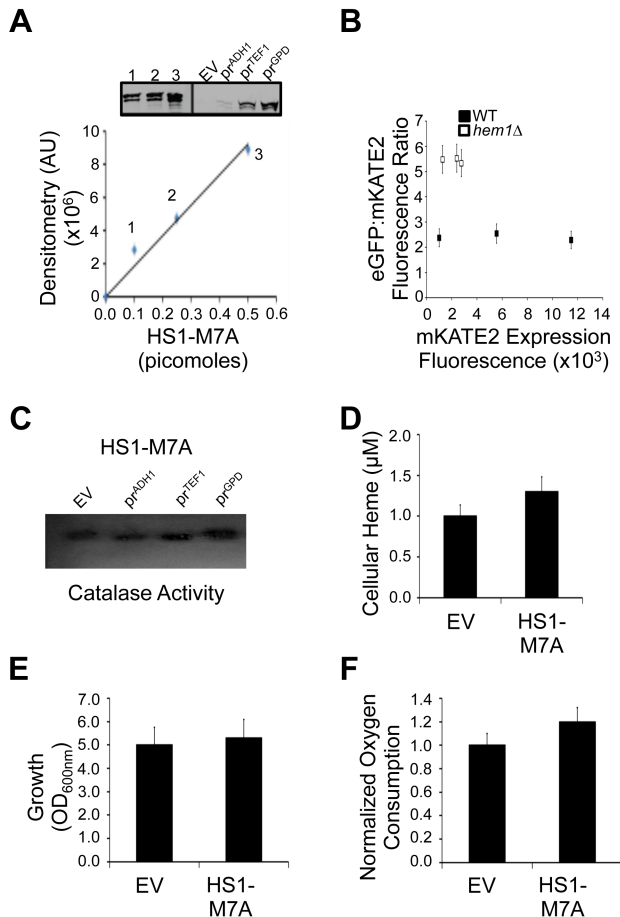 A
1 2 3 EV prADH1 prTEF1 prGPD
Densitometry (AU)
(x10⁶)
10
8
6
4
2
0
1
2
3
0.0 0.1 0.2 0.3 0.4 0.5 0.6
HS1-M7A
(picomoles)
B
WT
hem1Δ
eGFP:mKATE2
Fluorescence Ratio
7
6
5
4
3
2
1
0
0 2 4 6 8 10 12 14
mKATE2 Expression
Fluorescence (x10³)
C
HS1-M7A
EV prADH1 prTEF1 prGPD
Catalase Activity
D
Cellular Heme (µM)
2.0
1.5
1.0
0.5
0.0
EV HS1-
M7A
E
Growth
(OD600nm)
7.0
6.0
5.0
4.0
3.0
2.0
1.0
0.0
EV HS1-
M7A
F
Normalized Oxygen
Consumption
1.4
1.2
1.0
0.8
0.6
0.4
0.2
0.0
EV HS1-
M7A